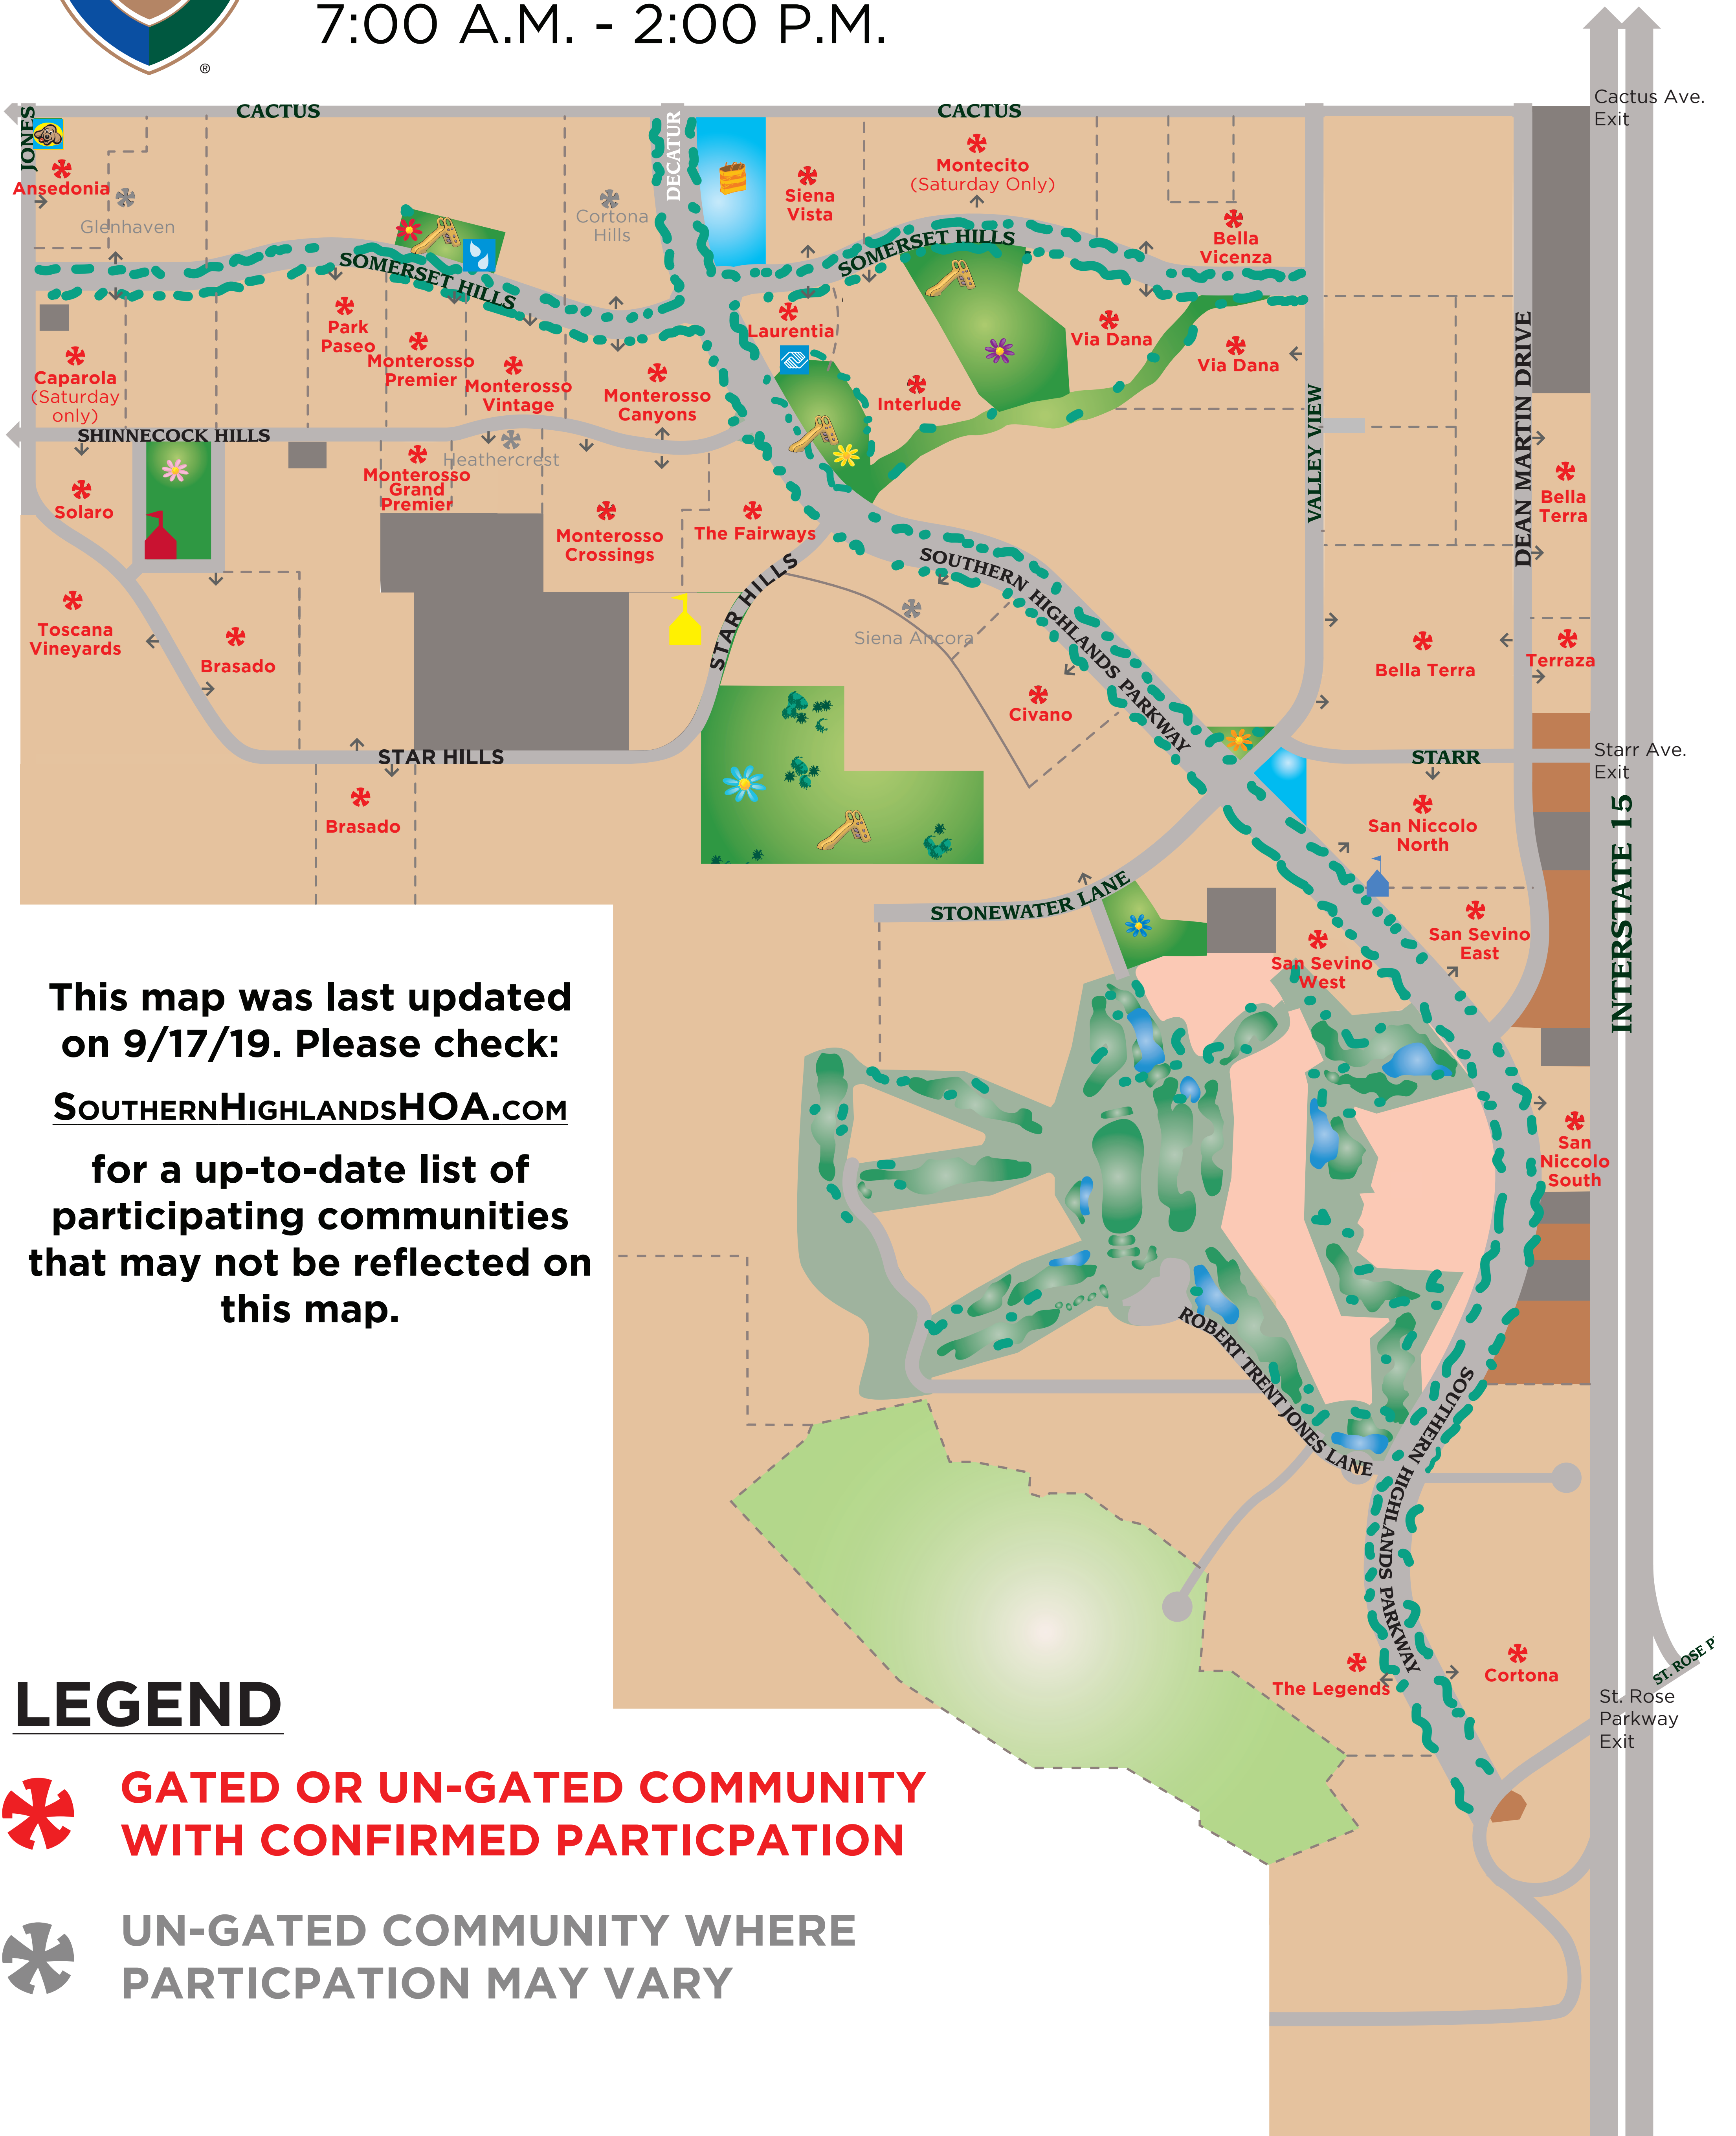 7:00 A.M. - 2:00 P.M.
®
CACTUS
CACTUS
Cactus Ave.
Exit
JONES
DECATUR
Ansedonia
Glenhaven
Cortona
Hills
Siena
Vista
Montecito
(Saturday Only)
Bella
Vicenza
SOMERSET HILLS
SOMERSET HILLS
Park
Paseo
Monterosso
Premier
Monterosso
Vintage
Monterosso
Canyons
Laurentia
Interlude
Via Dana
Via Dana
Caparola
(Saturday
only)
SHINNECOCK HILLS
Heathercrest
VALLEY VIEW
DEAN MARTIN DRIVE
Solaro
Monterosso
Grand
Premier
Monterosso
Crossings
The Fairways
Bella
Terra
SOUTHERN HIGHLANDS PARKWAY
STAR HILLS
Siena Ancora
Toscana
Vineyards
Brasado
Civano
Bella Terra
Terraza
STAR HILLS
STARR
Starr Ave.
Exit
Brasado
San Niccolo
North
INTERSTATE 15
STONEWATER LANE
San Sevino
East
San Sevino
West
This map was last updated
on 9/17/19. Please check:
SouthernHighlandsHOA.com
for a up-to-date list of
participating communities
that may not be reflected on
this map.
San
Niccolo
South
ROBERT TRENT JONES LANE
SOUTHERN HIGHLANDS PARKWAY
The Legends
Cortona
ST. ROSE P
St. Rose
Parkway
Exit
LEGEND
GATED OR UN-GATED COMMUNITY
WITH CONFIRMED PARTICPATION
UN-GATED COMMUNITY WHERE
PARTICPATION MAY VARY